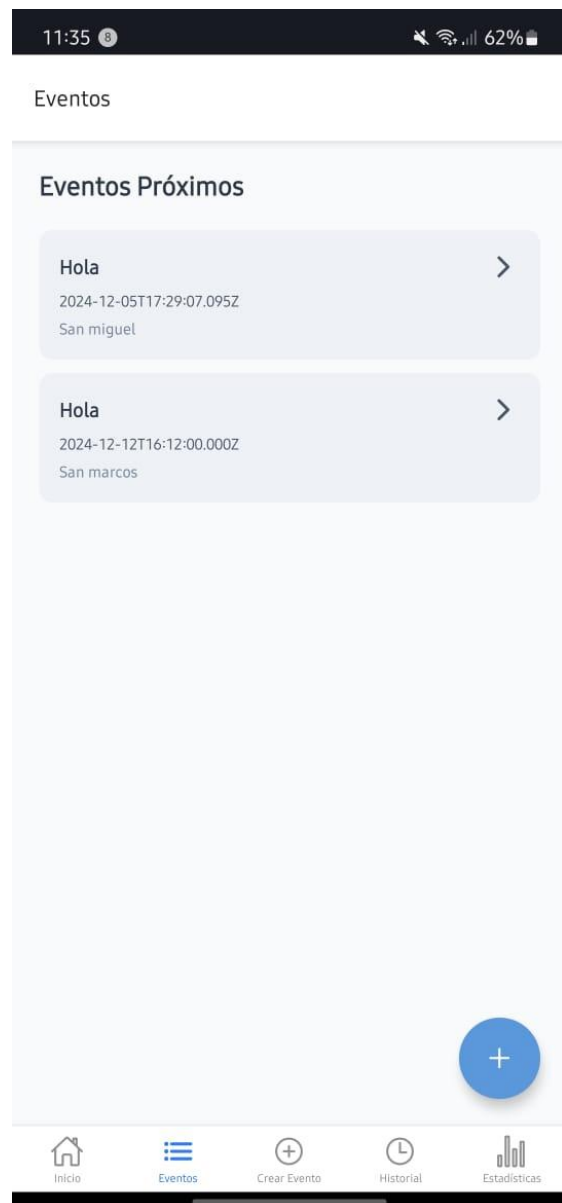 11:35 8 62%
Eventos
Eventos Próximos
Hola
2024-12-05T17:29:07.095Z
San miguel
Hola
2024-12-12T16:12:00.000Z
San marcos
Inicio Eventos Crear Evento Historial Estadísticas